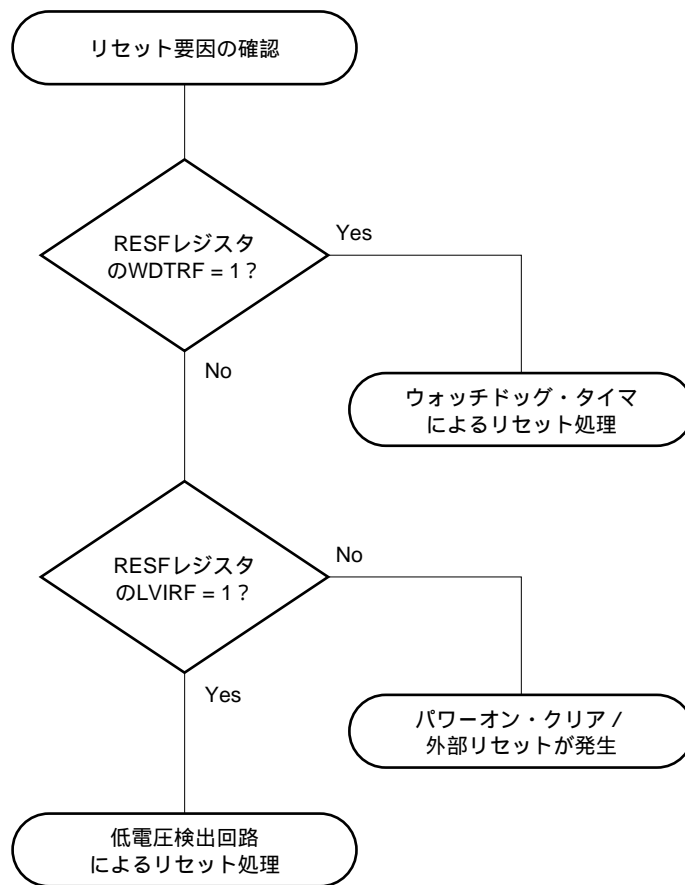 リセット要因の確認
RESFレジスタ
のWDTRF = 1？
Yes
No
ウォッチドッグ・タイマ
によるリセット処理
RESFレジスタ
のLVIRF = 1？
No
Yes
パワーオン・クリア /
外部リセットが発生
低電圧検出回路
によるリセット処理